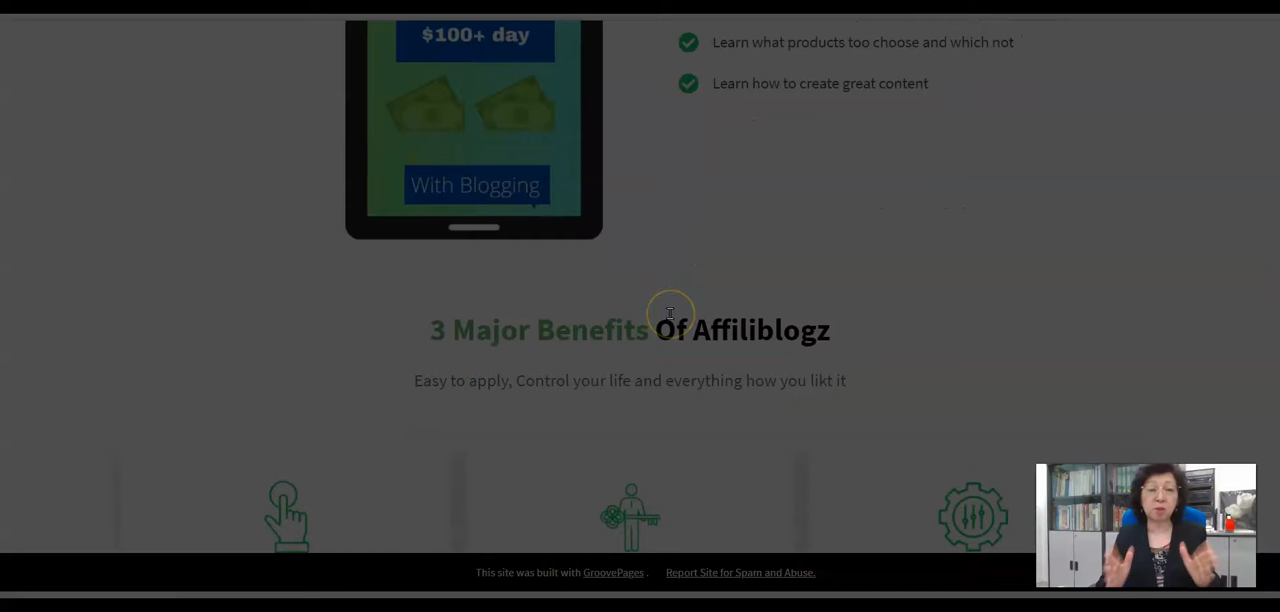 $100+ day
With Blogging
Learn what products too choose and which not
Learn how to create great content
3 Major Benefits Of Affiliblogz
Easy to apply, Control your life and everything how you likt it
This site was built with GroovePages . Report Site for Spam and Abuse.